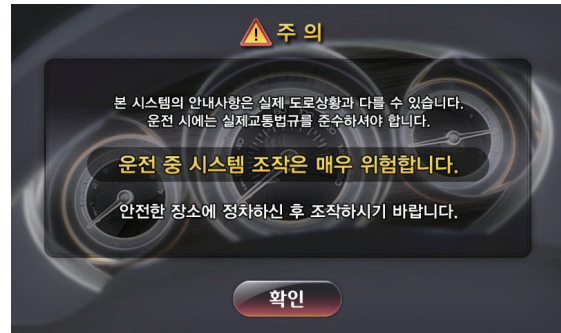 주 의
본 시스템의 안내사항은 실제 도로상황과 다를 수 있습니다.
운전 시에는 실제교통법규를 준수하셔야 합니다.
운전 중 시스템 조작은 매우 위험합니다.
안전한 장소에 정차하신 후 조작하시기 바랍니다.
확인